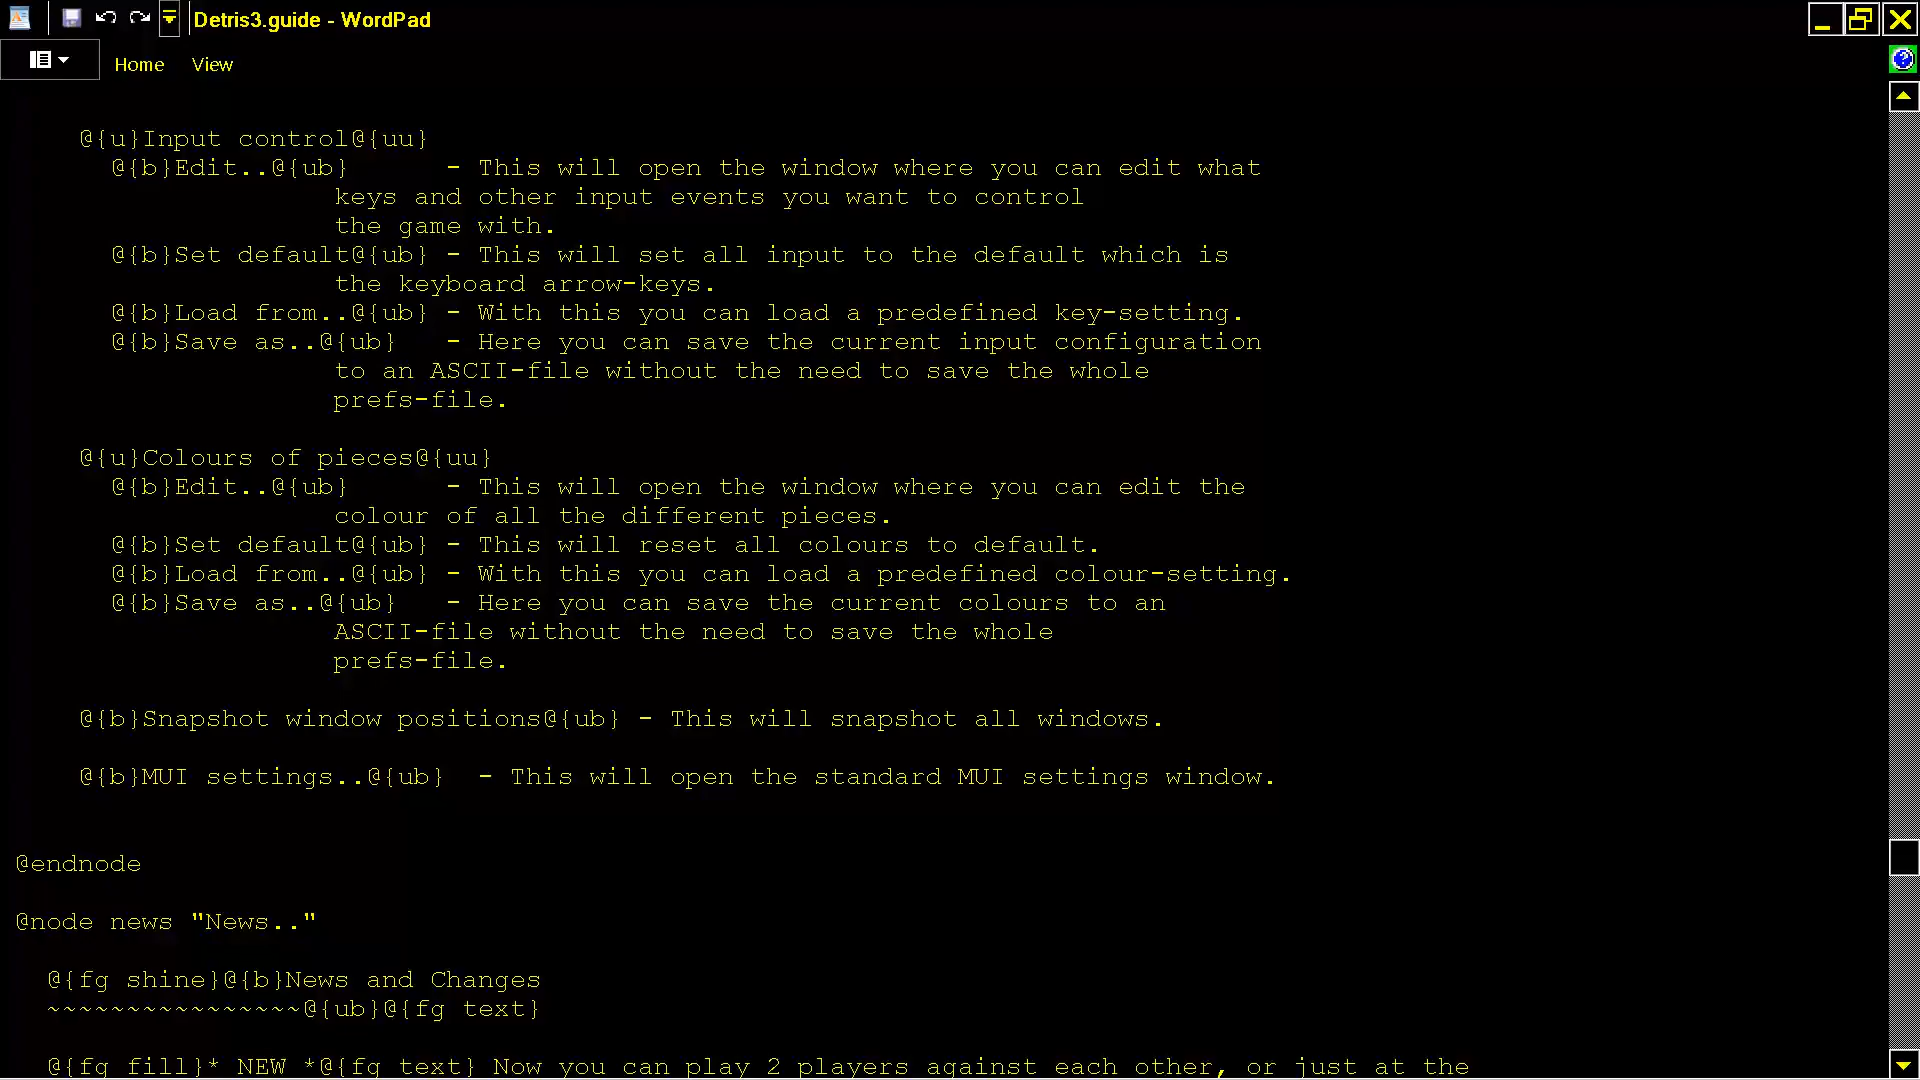 Detris3.guide - WordPad
Home View
@{u}Input control@{uu}
@{b}Edit..@{ub} - This will open the window where you can edit what
keys and other input events you want to control
the game with.
@{b}Set default@{ub} - This will set all input to the default which is
the keyboard arrow-keys.
@{b}Load from..@{ub} - With this you can load a predefined key-setting.
@{b}Save as..@{ub} - Here you can save the current input configuration
to an ASCII-file without the need to save the whole
prefs-file.
@{u}Colours of pieces@{uu}
@{b}Edit..@{ub} - This will open the window where you can edit the
colour of all the different pieces.
@{b}Set default@{ub} - This will reset all colours to default.
@{b}Load from..@{ub} - With this you can load a predefined colour-setting.
@{b}Save as..@{ub} - Here you can save the current colours to an
ASCII-file without the need to save the whole
prefs-file.
@{b}Snapshot window positions@{ub} - This will snapshot all windows.
@{b}MUI settings..@{ub} - This will open the standard MUI settings window.
@endnode
@node news "News.."
@{fg shine}@{b}News and Changes
~~~~~~~~~~~~~~~~@{ub}@{fg text}
@{fg fill}* NEW *@{fg text} Now you can play 2 players against each other, or just at the